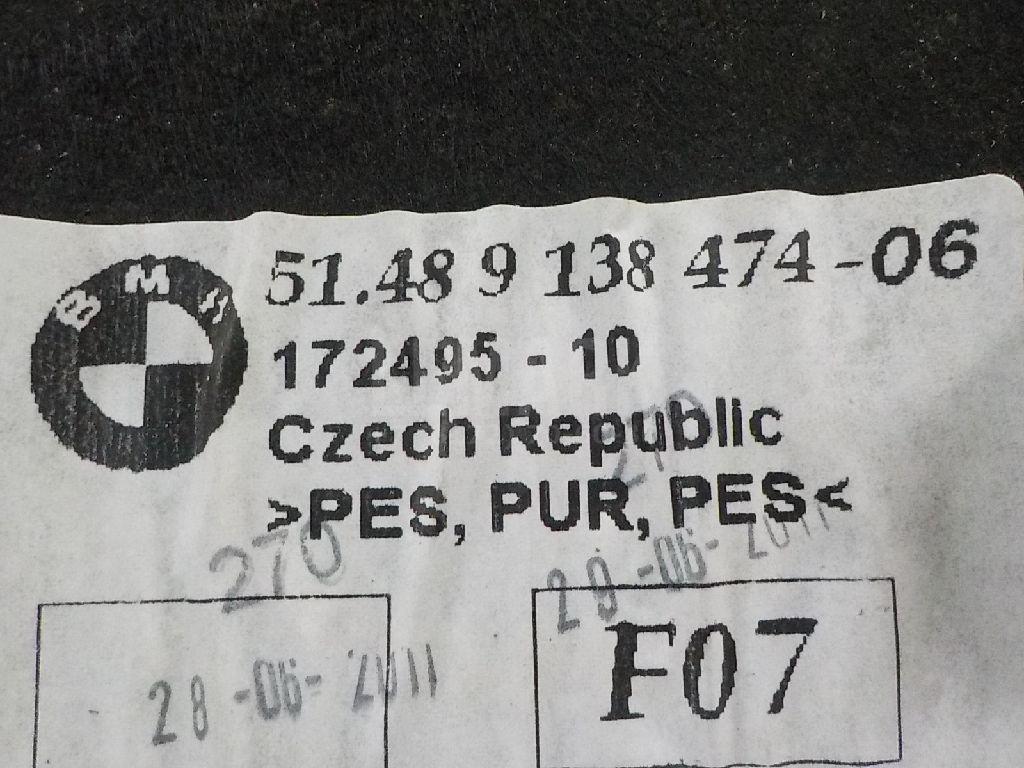 BMW
51.48 9 138 474-06
172495 - 10
Czech Republic
270
>PES, PUR, PES<
270
28-06-2011
28-06-2011
F07